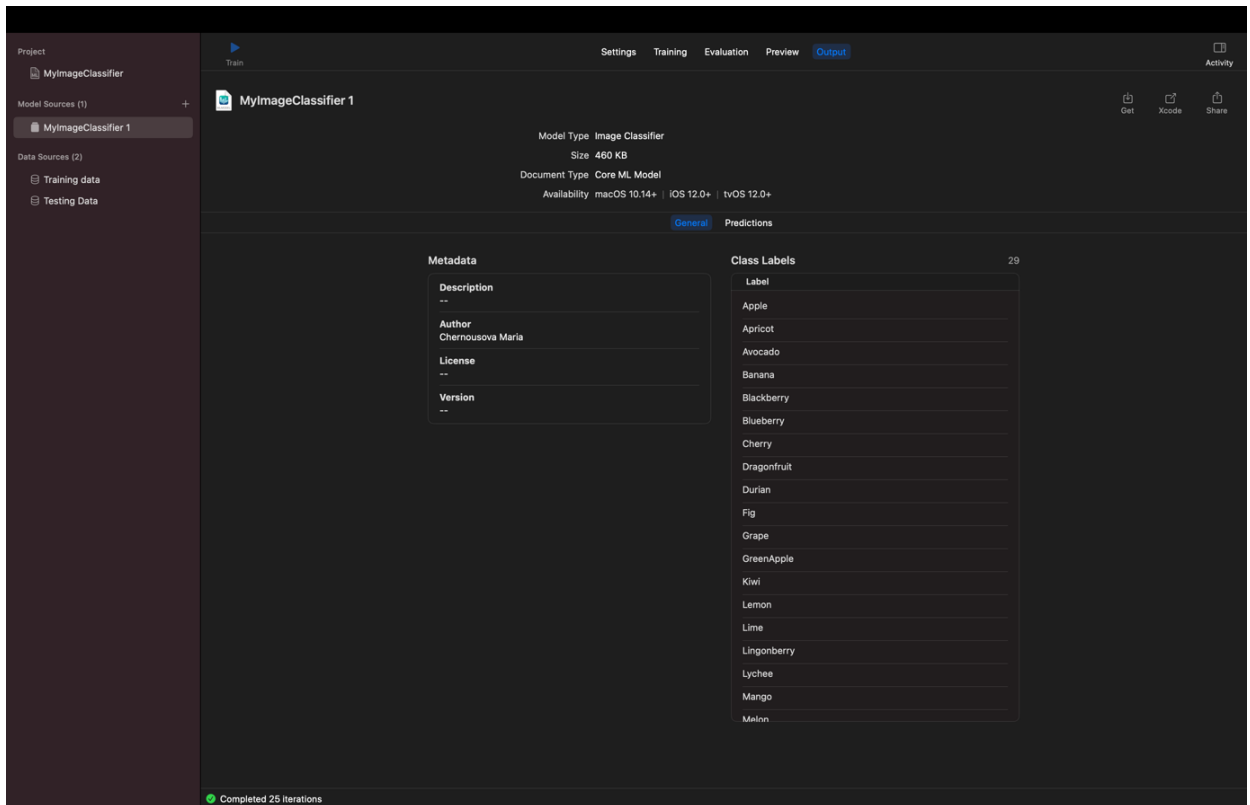 Project
MyImageClassifier
Model Sources (1) +
MyImageClassifier 1
Data Sources (2)
Training data
Testing Data
Train
Settings Training Evaluation Preview Output
Activity
MyImageClassifier 1
Get Xcode Share
Model Type Image Classifier
Size 460 KB
Document Type Core ML Model
Availability macOS 10.14+ | iOS 12.0+ | tvOS 12.0+
General Predictions
Metadata
Description
--
Author
Chernousova Maria
License
--
Version
--
Class Labels 29
Label
Apple
Apricot
Avocado
Banana
Blackberry
Blueberry
Cherry
Dragonfruit
Durian
Fig
Grape
GreenApple
Kiwi
Lemon
Lime
Lingonberry
Lychee
Mango
Melon
Completed 25 iterations